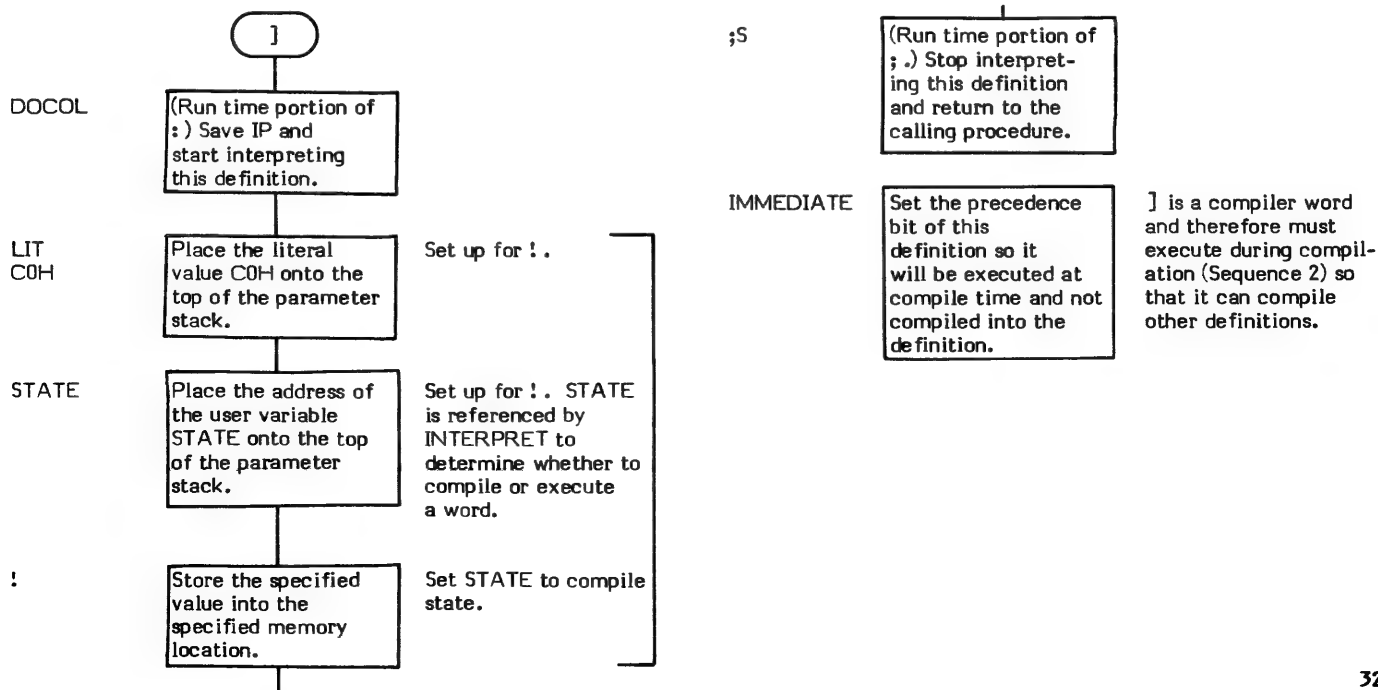 ]
DOCOL
(Run time portion of
: ) Save IP and
start interpreting
this definition.
LIT
C0H
Place the literal
value C0H onto the
top of the parameter
stack.
Set up for !.
STATE
Place the address of
the user variable
STATE onto the top
of the parameter
stack.
Set up for !. STATE
is referenced by
INTERPRET to
determine whether to
compile or execute
a word.
!
Store the specified
value into the
specified memory
location.
Set STATE to compile
state.
;S
(Run time portion of
; .) Stop interpret-
ing this definition
and return to the
calling procedure.
IMMEDIATE
Set the precedence
bit of this
definition so it
will be executed at
compile time and not
compiled into the
definition.
] is a compiler word
and therefore must
execute during compil-
ation (Sequence 2) so
that it can compile
other definitions.
32